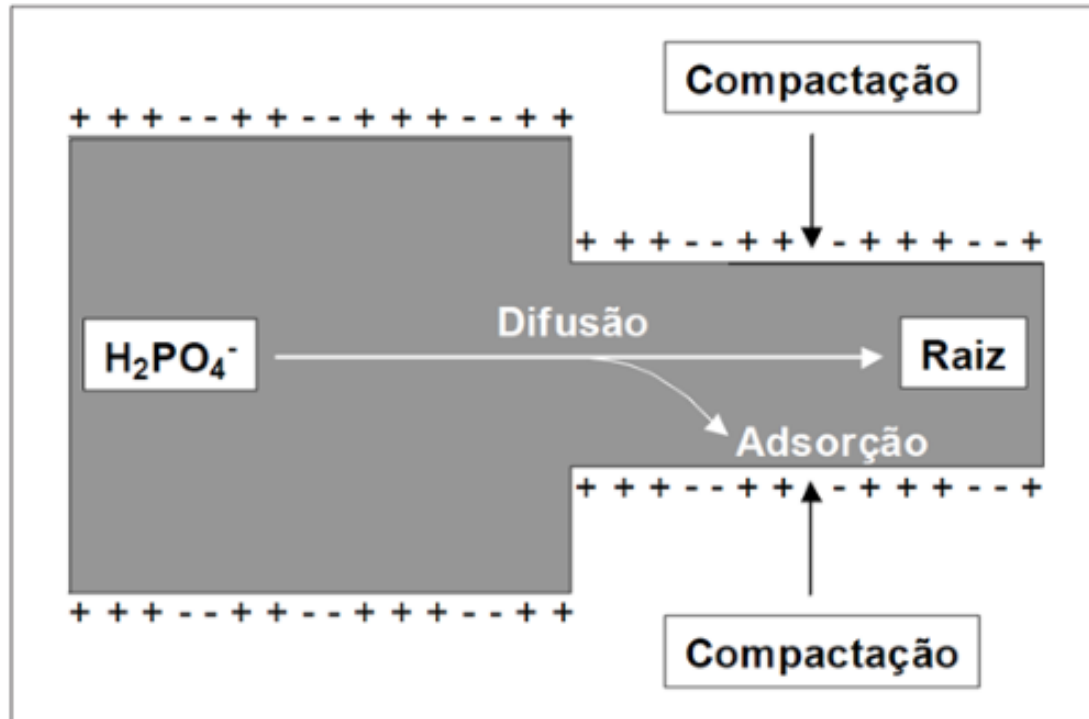 Compactação
+ + + - - + + - - + + + - - + +
+ + + - - + + - + + + - - +
Difusão
H₂PO₄⁻
Raiz
Adsorção
+ + + - - + + - + + + - - +
+ + + - - + + - - + + + - - + +
Compactação